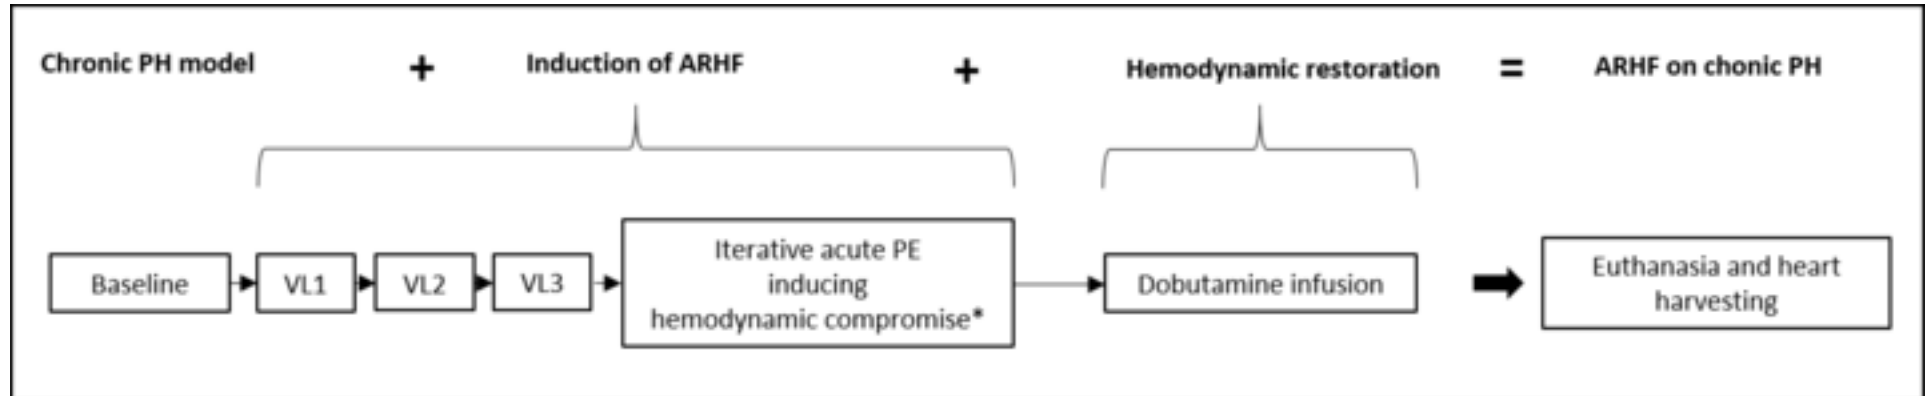 Chronic PH model + Induction of ARHF + Hemodynamic restoration = ARHF on chonic PH
Baseline
VL1
VL2
VL3
Iterative acute PE
inducing
hemodynamic compromise*
Dobutamine infusion
Euthanasia and heart
harvesting